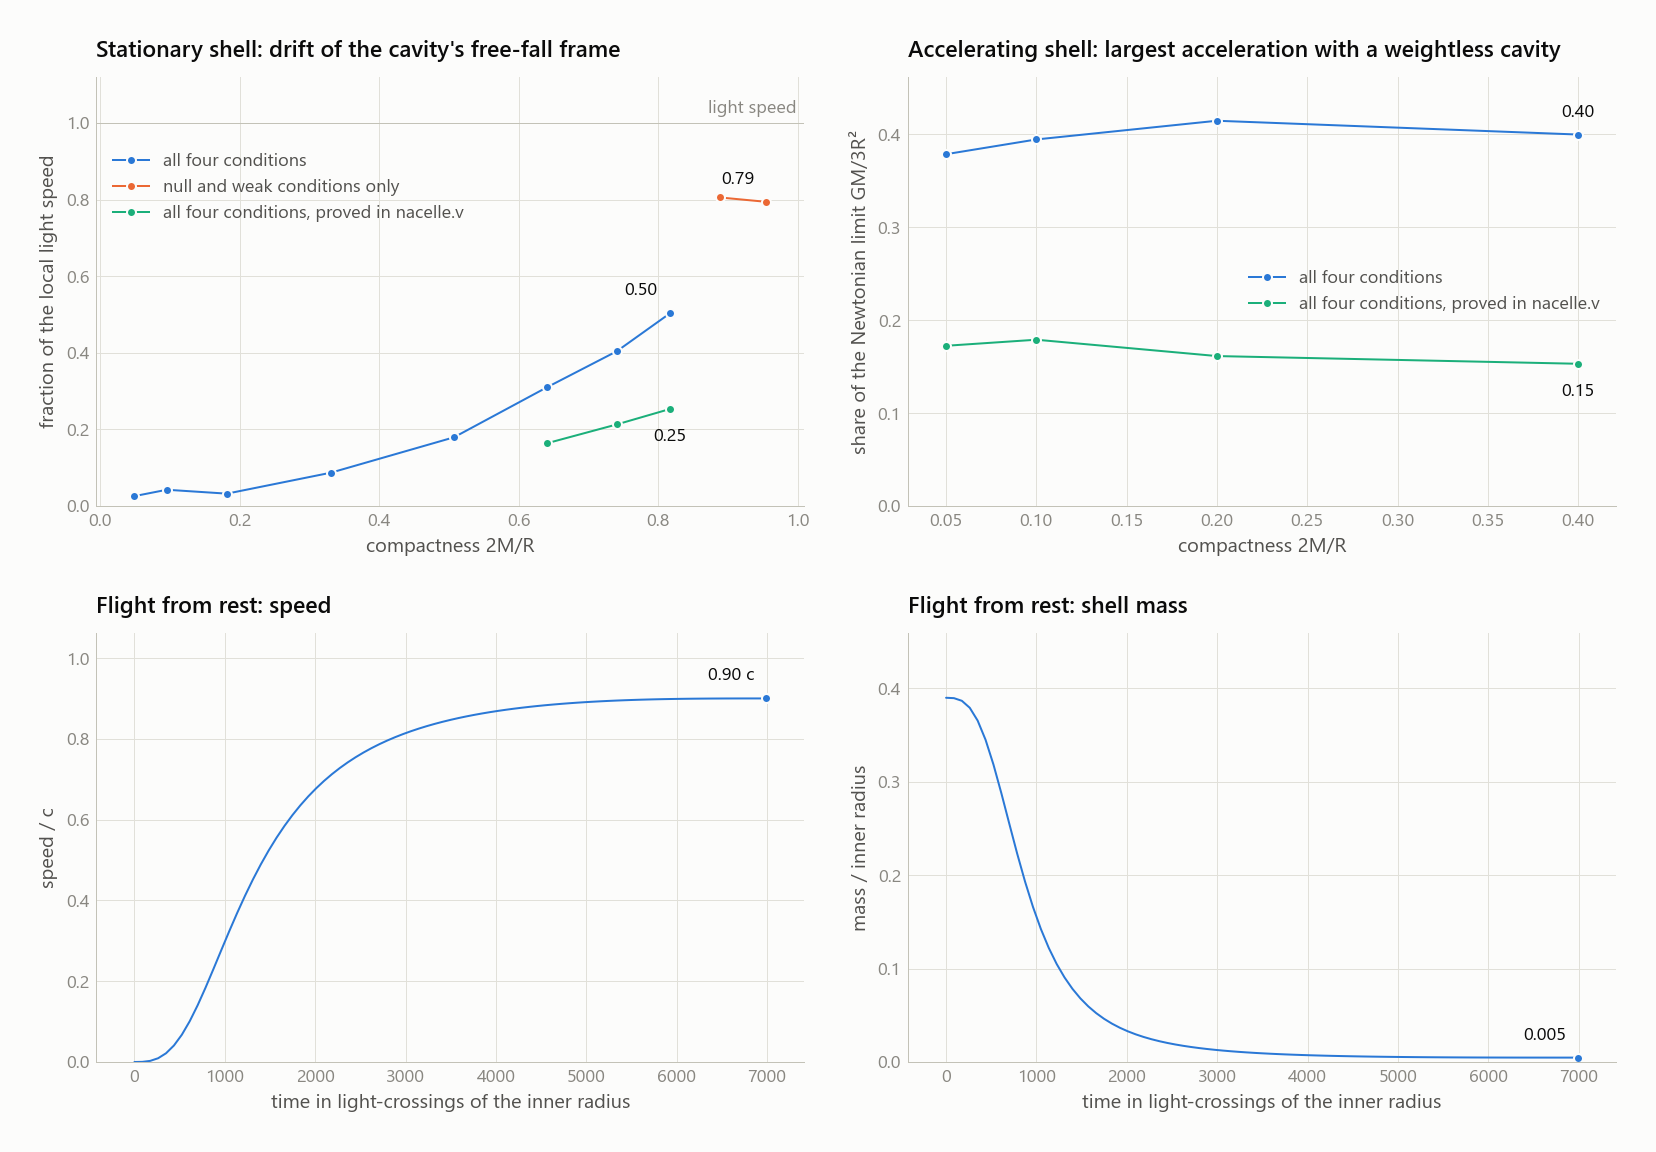 Stationary shell: drift of the cavity's free-fall frame
light speed
1.0
all four conditions
null and weak conditions only
all four conditions, proved in nacelle.v
0.79
0.8
0.6
0.50
0.4
0.25
0.2
0.0
fraction of the local light speed
0.0 0.2 0.4 0.6 0.8 1.0
compactness 2M/R
Accelerating shell: largest acceleration with a weightless cavity
0.40
0.4
0.3
all four conditions
all four conditions, proved in nacelle.v
0.2
0.15
0.1
0.0
share of the Newtonian limit GM/3R²
0.05 0.10 0.15 0.20 0.25 0.30 0.35 0.40
compactness 2M/R
Flight from rest: speed
1.0
0.90 c
0.8
0.6
0.4
0.2
0.0
speed / c
0 1000 2000 3000 4000 5000 6000 7000
time in light-crossings of the inner radius
Flight from rest: shell mass
0.4
0.3
0.2
0.1
0.005
0.0
mass / inner radius
0 1000 2000 3000 4000 5000 6000 7000
time in light-crossings of the inner radius